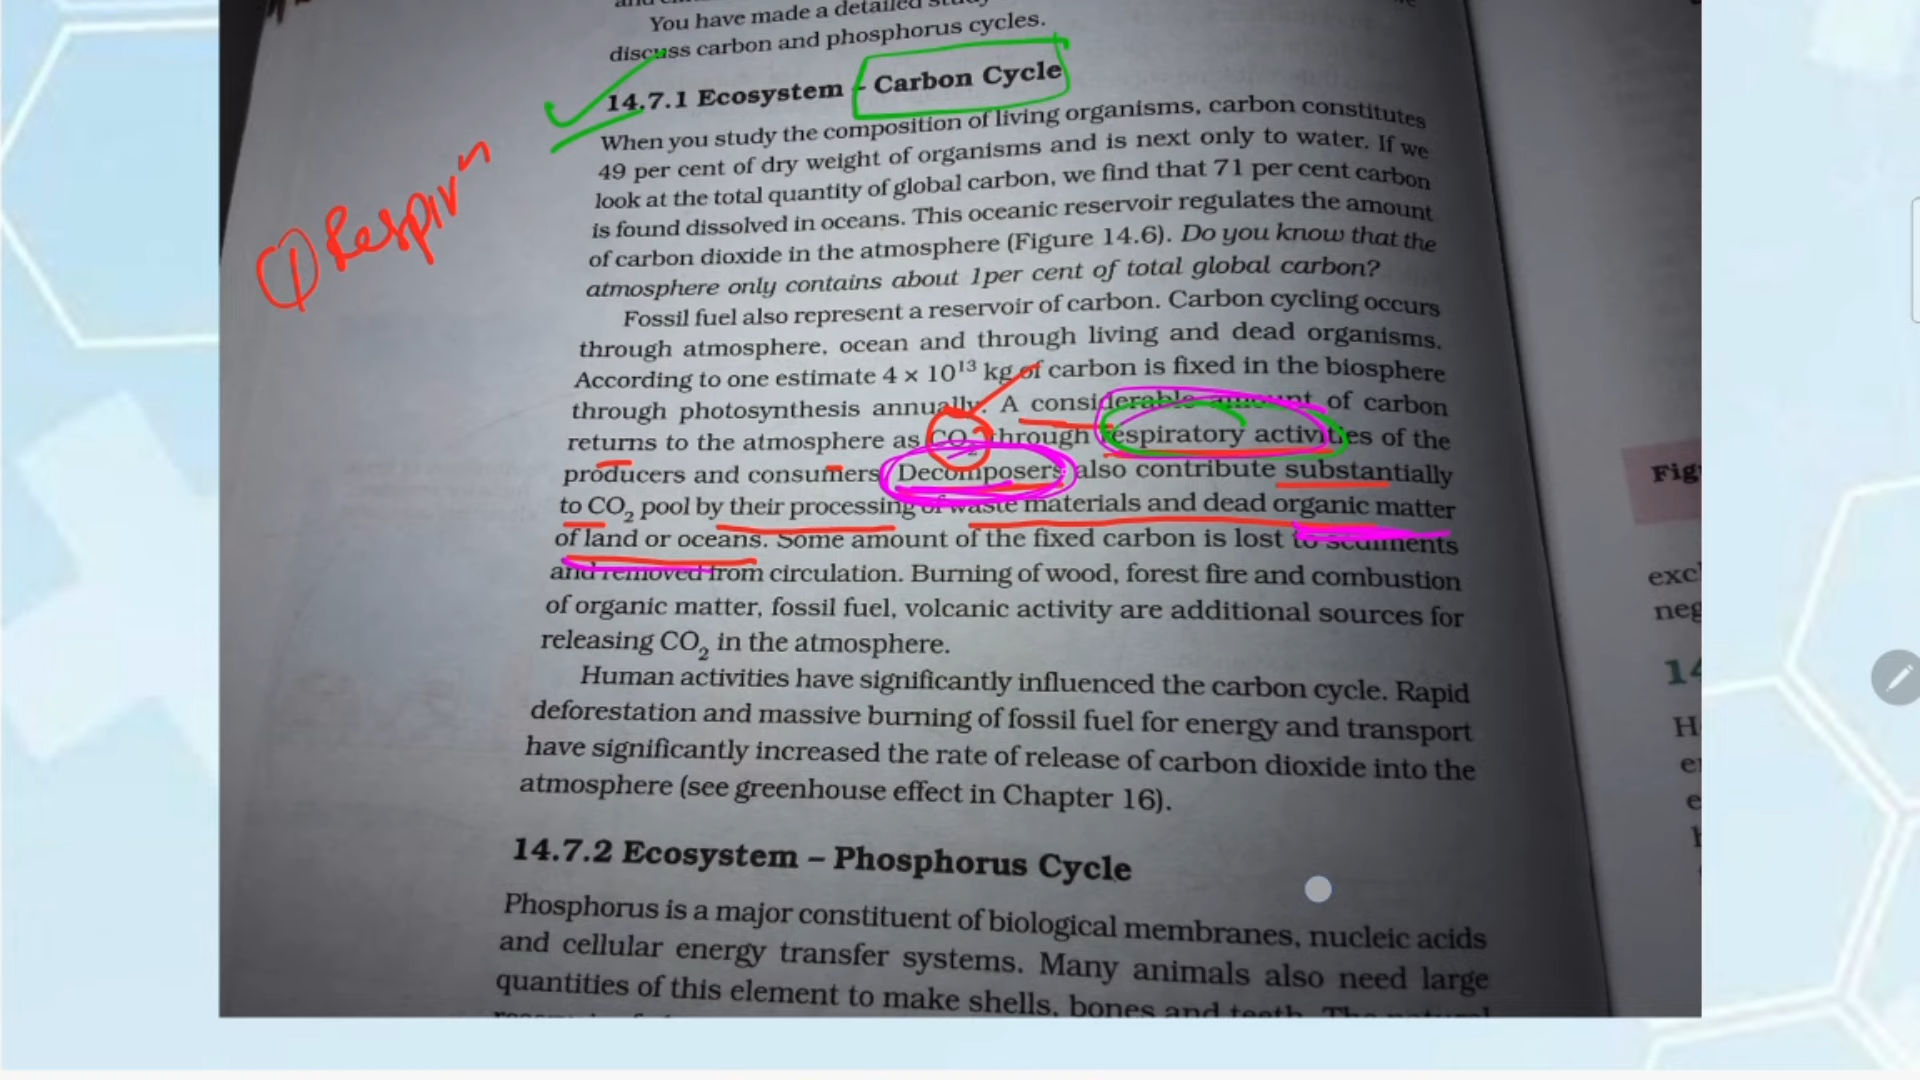 You have made a detailed
discuss carbon and phosphorus cycles.
14.7.1 Ecosystem – Carbon Cycle
When you study the composition of living organisms, carbon constitutes
49 per cent of dry weight of organisms and is next only to water. If we
look at the total quantity of global carbon, we find that 71 per cent carbon
is found dissolved in oceans. This oceanic reservoir regulates the amount
of carbon dioxide in the atmosphere (Figure 14.6). Do you know that the
atmosphere only contains about 1per cent of total global carbon?
① Respirⁿ
Fossil fuel also represent a reservoir of carbon. Carbon cycling occurs
through atmosphere, ocean and through living and dead organisms.
According to one estimate 4 × 10¹³ kg of carbon is fixed in the biosphere
through photosynthesis annually. A considerable amount of carbon
returns to the atmosphere as CO₂ through respiratory activities of the
producers and consumers. Decomposers also contribute substantially
to CO₂ pool by their processing of waste materials and dead organic matter
of land or oceans. Some amount of the fixed carbon is lost to sediments
and removed from circulation. Burning of wood, forest fire and combustion
of organic matter, fossil fuel, volcanic activity are additional sources for
releasing CO₂ in the atmosphere.
Human activities have significantly influenced the carbon cycle. Rapid
deforestation and massive burning of fossil fuel for energy and transport
have significantly increased the rate of release of carbon dioxide into the
atmosphere (see greenhouse effect in Chapter 16).
14.7.2 Ecosystem – Phosphorus Cycle
Phosphorus is a major constituent of biological membranes, nucleic acids
and cellular energy transfer systems. Many animals also need large
quantities of this element to make shells, bones and teeth. The natural
Fig
exc
neg
14
H
e